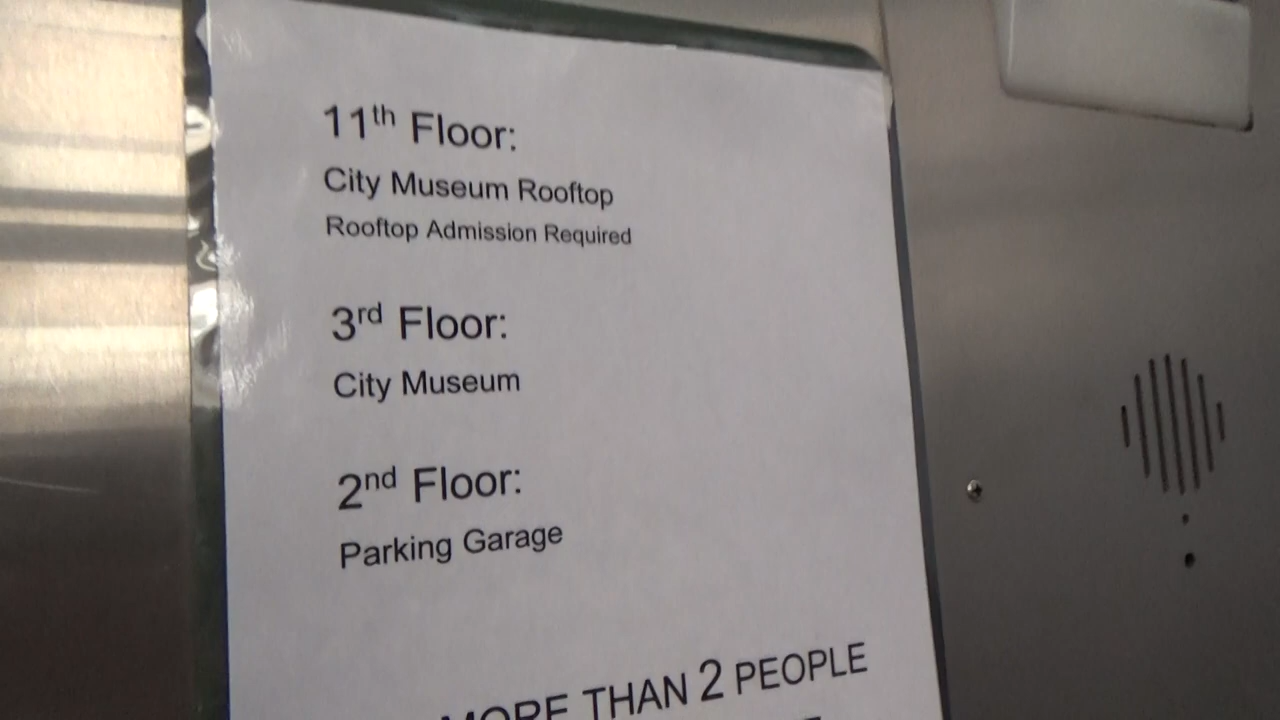 11th Floor:
City Museum Rooftop
Rooftop Admission Required
3rd Floor:
City Museum
2nd Floor:
Parking Garage
MORE THAN 2 PEOPLE